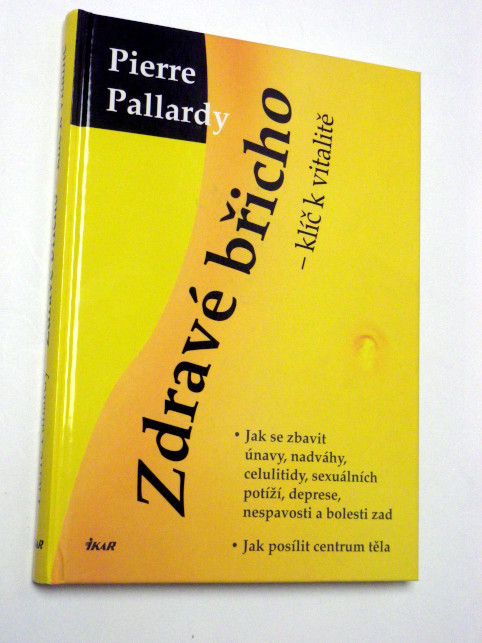 Pierre
Pallardy
Zdravé břicho
– klíč k vitalitě
• Jak se zbavit
únavy, nadváhy,
celulitidy, sexuálních
potíží, deprese,
nespavosti a bolesti zad
• Jak posílit centrum těla
IKAR